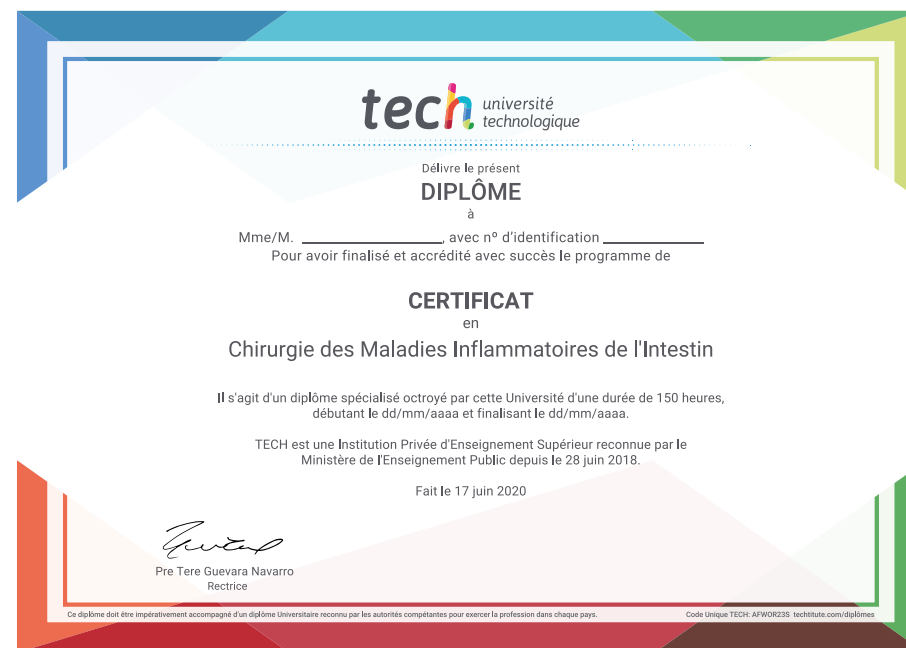 tech université
technologique
Délivre le présent
DIPLÔME
à
Mme/M. , avec nº d'identification
Pour avoir finalisé et accrédité avec succès le programme de
CERTIFICAT
en
Chirurgie des Maladies Inflammatoires de l'Intestin
Il s'agit d'un diplôme spécialisé octroyé par cette Université d'une durée de 150 heures,
débutant le dd/mm/aaaa et finalisant le dd/mm/aaaa.
TECH est une Institution Privée d'Enseignement Supérieur reconnue par le
Ministère de l'Enseignement Public depuis le 28 juin 2018.
Fait le 17 juin 2020
Pre Tere Guevara Navarro
Rectrice
Ce diplôme doit être impérativement accompagné d'un diplôme Universitaire reconnu par les autorités compétentes pour exercer la profession dans chaque pays.
Code Unique TECH: AFWOR23S techtitute.com/diplômes